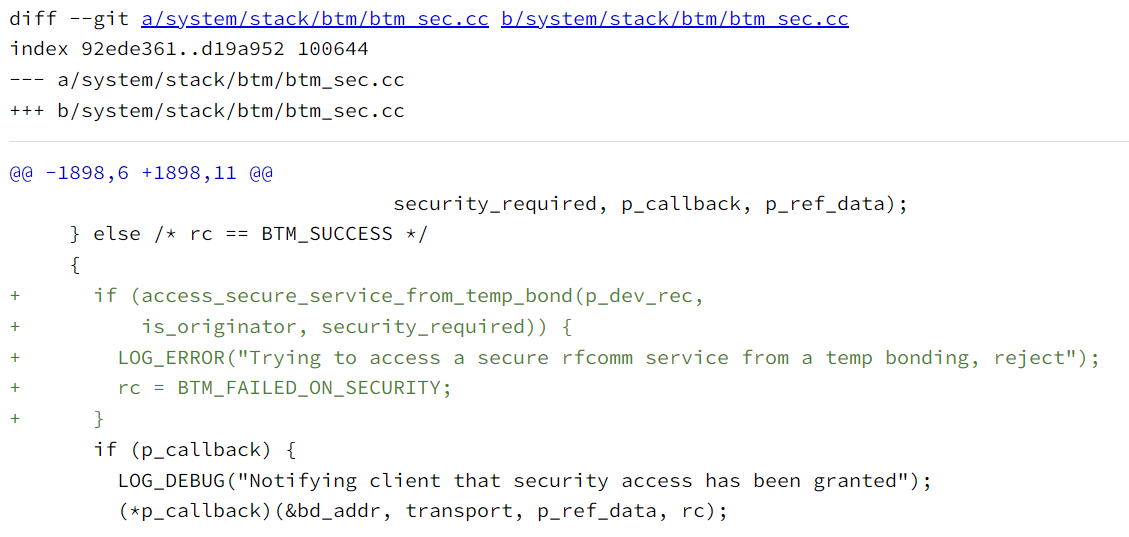 diff --git a/system/stack/btm/btm_sec.cc b/system/stack/btm/btm_sec.cc
index 92ede361..d19a952 100644
--- a/system/stack/btm/btm_sec.cc
+++ b/system/stack/btm/btm_sec.cc
@@ -1898,6 +1898,11 @@
                                security_required, p_callback, p_ref_data);
     } else /* rc == BTM_SUCCESS */
     {
+      if (access_secure_service_from_temp_bond(p_dev_rec,
+          is_originator, security_required)) {
+        LOG_ERROR("Trying to access a secure rfcomm service from a temp bonding, reject");
+        rc = BTM_FAILED_ON_SECURITY;
+      }
       if (p_callback) {
         LOG_DEBUG("Notifying client that security access has been granted");
         (*p_callback)(&bd_addr, transport, p_ref_data, rc);